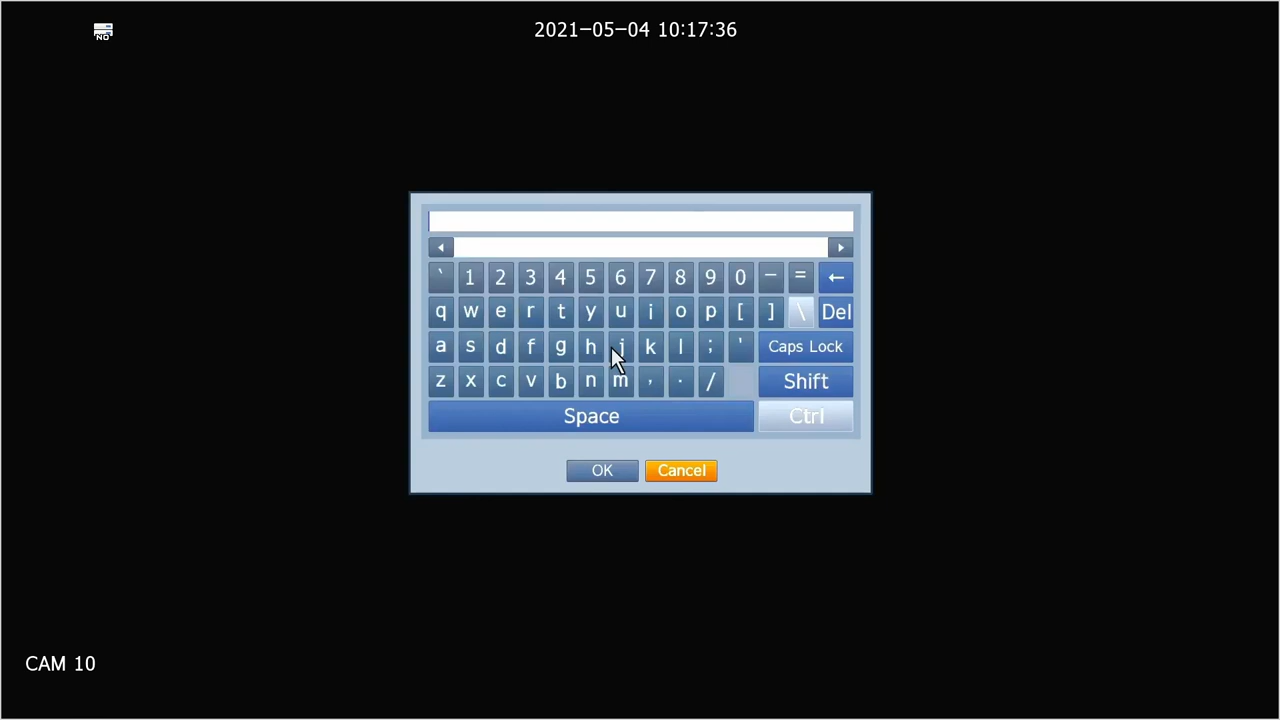 2021-05-04 10:17:36
NO
` 1 2 3 4 5 6 7 8 9 0 - = ←
q w e r t y u i o p [ ] \ Del
a s d f g h j k l ; ' Caps Lock
z x c v b n m , . / Shift
Space Ctrl
OK Cancel
CAM 10